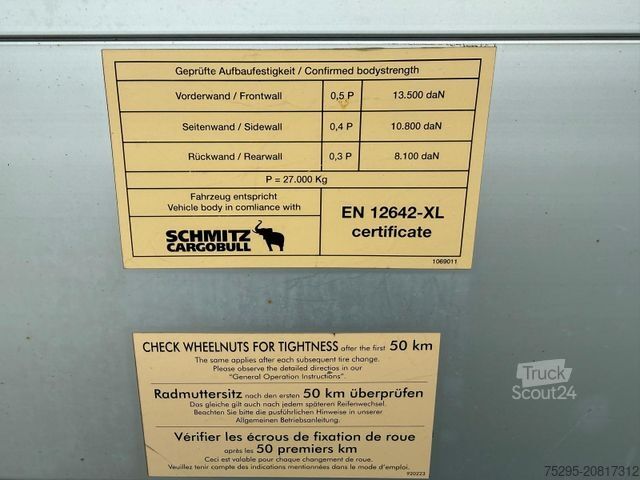 Geprüfte Aufbaufestigkeit / Confirmed bodystrength
Vorderwand / Frontwall 0,5 P 13.500 daN
Seitenwand / Sidewall 0,4 P 10.800 daN
Rückwand / Rearwall 0,3 P 8.100 daN
P = 27.000 Kg
Fahrzeug entspricht
Vehicle body in comliance with
SCHMITZ
CARGOBULL
EN 12642-XL
certificate
1069011
CHECK WHEELNUTS FOR TIGHTNESS after the first 50 km
The same applies after each subsequent tire change.
Please observe the detailed directios in our
"General Operation Instructions".
Radmuttersitz nach den ersten 50 km überprüfen
Das gleiche gilt auch nach jedem späteren Reifenwechsel.
Beachten Sie bitte die ausführlichen Hinweise in unserer
Allgemeinen Betriebsanleitung.
Vérifier les écrous de fixation de roue
après les 50 premiers km
Ceci est valable pour chaque changement de roue.
Veuillez tenir compte des indications mentionnées dans le mode d'emploi.
920223
Truck
Scout24
75295-20817312